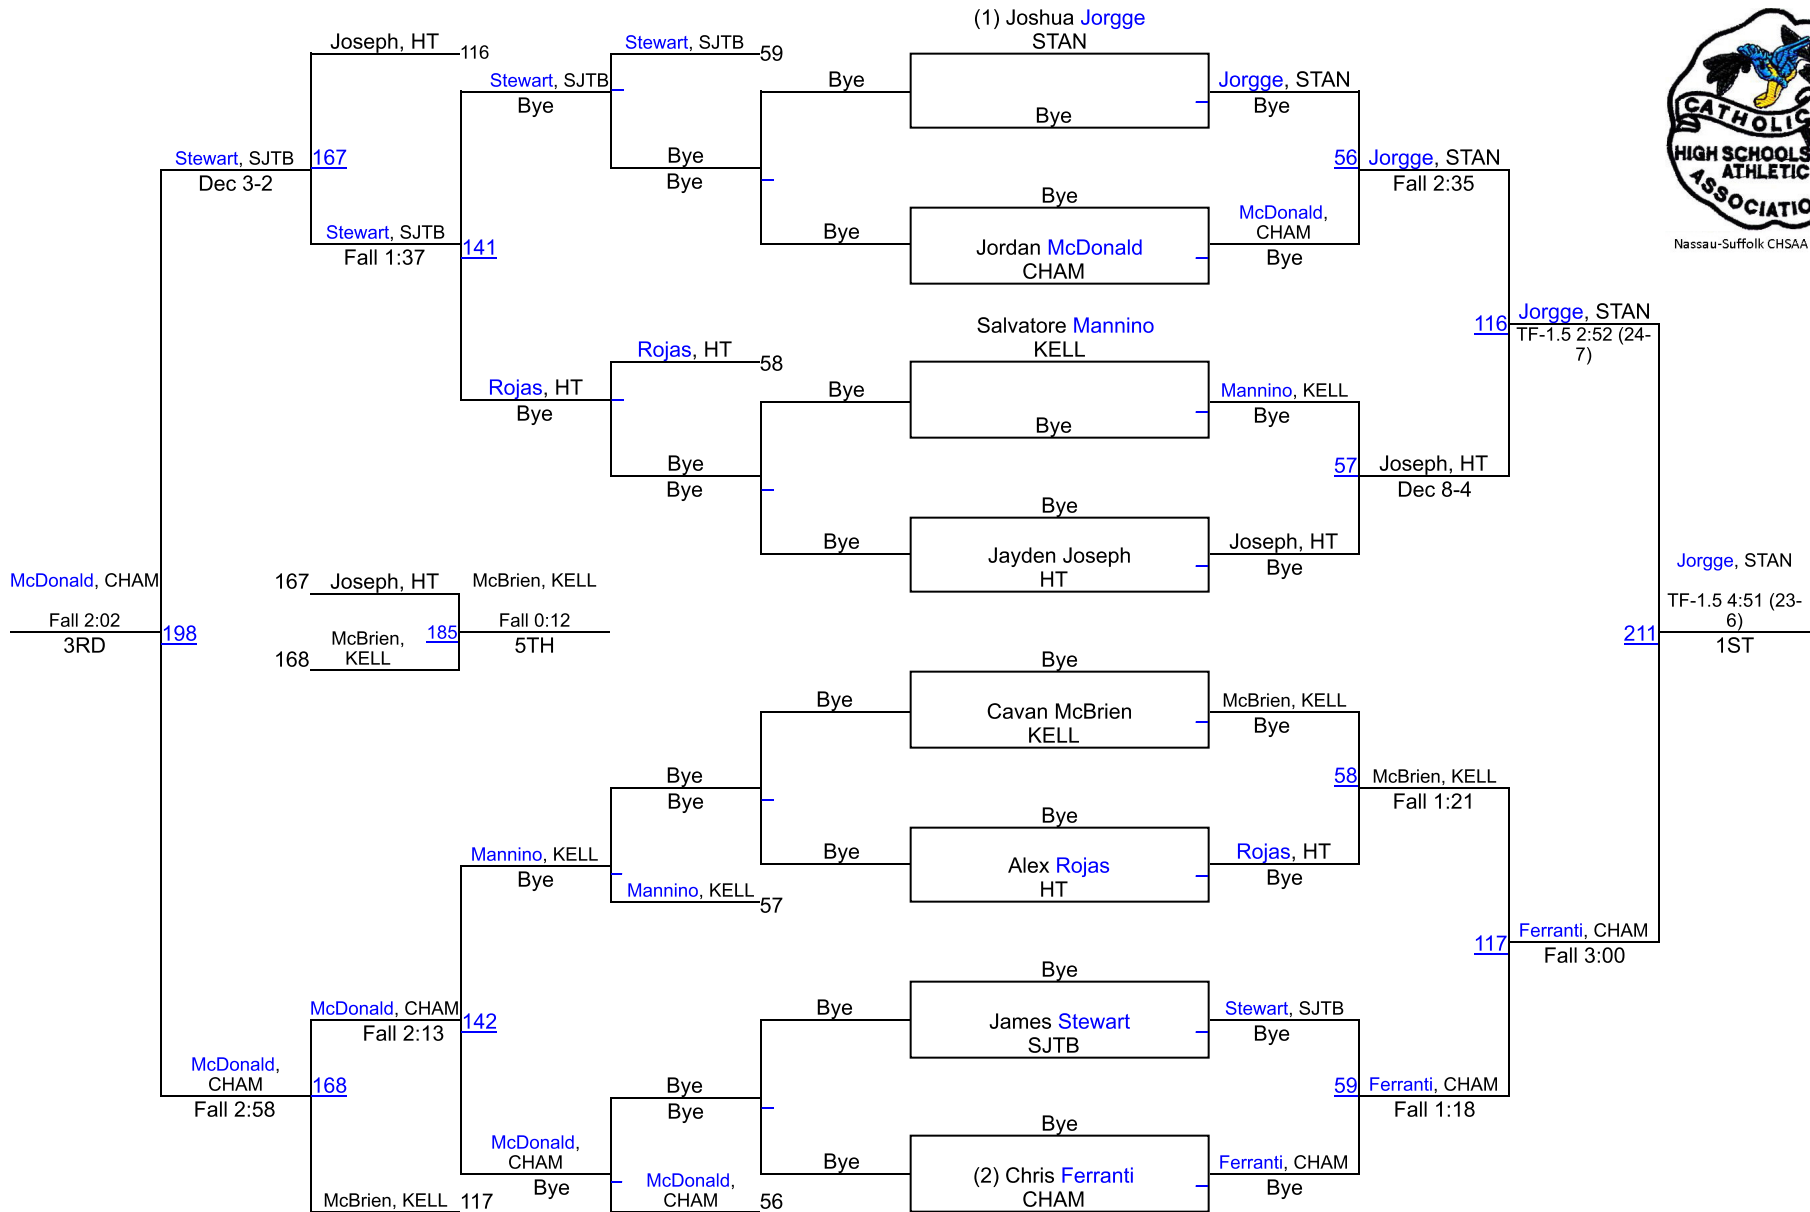 (1) Joshua Jorgge
STAN
Bye
Bye
Jordan McDonald
CHAM
Salvatore Mannino
KELL
Bye
Bye
Jayden Joseph
HT
Bye
Cavan McBrien
KELL
Bye
Alex Rojas
HT
Bye
James Stewart
SJTB
Bye
(2) Chris Ferranti
CHAM
Jorgge, STAN
Bye
McDonald,
CHAM
Bye
Mannino, KELL
Bye
Joseph, HT
Bye
McBrien, KELL
Bye
Rojas, HT
Bye
Stewart, SJTB
Bye
Ferranti, CHAM
Bye
56
Jorgge, STAN
Fall 2:35
57
Joseph, HT
Dec 8-4
58
McBrien, KELL
Fall 1:21
59
Ferranti, CHAM
Fall 1:18
116
Jorgge, STAN
TF-1.5 2:52 (24-
7)
117
Ferranti, CHAM
Fall 3:00
Jorgge, STAN
TF-1.5 4:51 (23-
6)
211
1ST
Bye
Bye
Bye
Bye
Bye
Bye
Bye
Bye
Stewart, SJTB
59
Bye
Bye
Rojas, HT
58
Bye
Bye
Bye
Bye
Mannino, KELL
57
Bye
Bye
McDonald,
CHAM
56
Stewart, SJTB
Bye
Rojas, HT
Bye
Mannino, KELL
Bye
McDonald,
CHAM
Bye
Joseph, HT
116
Stewart, SJTB
Fall 1:37
141
McDonald, CHAM
Fall 2:13
142
McBrien, KELL
117
Stewart, SJTB
Dec 3-2
167
McDonald,
CHAM
Fall 2:58
168
McDonald, CHAM
Fall 2:02
198
3RD
167
Joseph, HT
168
McBrien,
KELL
185
McBrien, KELL
Fall 0:12
5TH
CATHOLIC
HIGH SCHOOLS
ATHLETIC
Nassau-Suffolk CHSAA